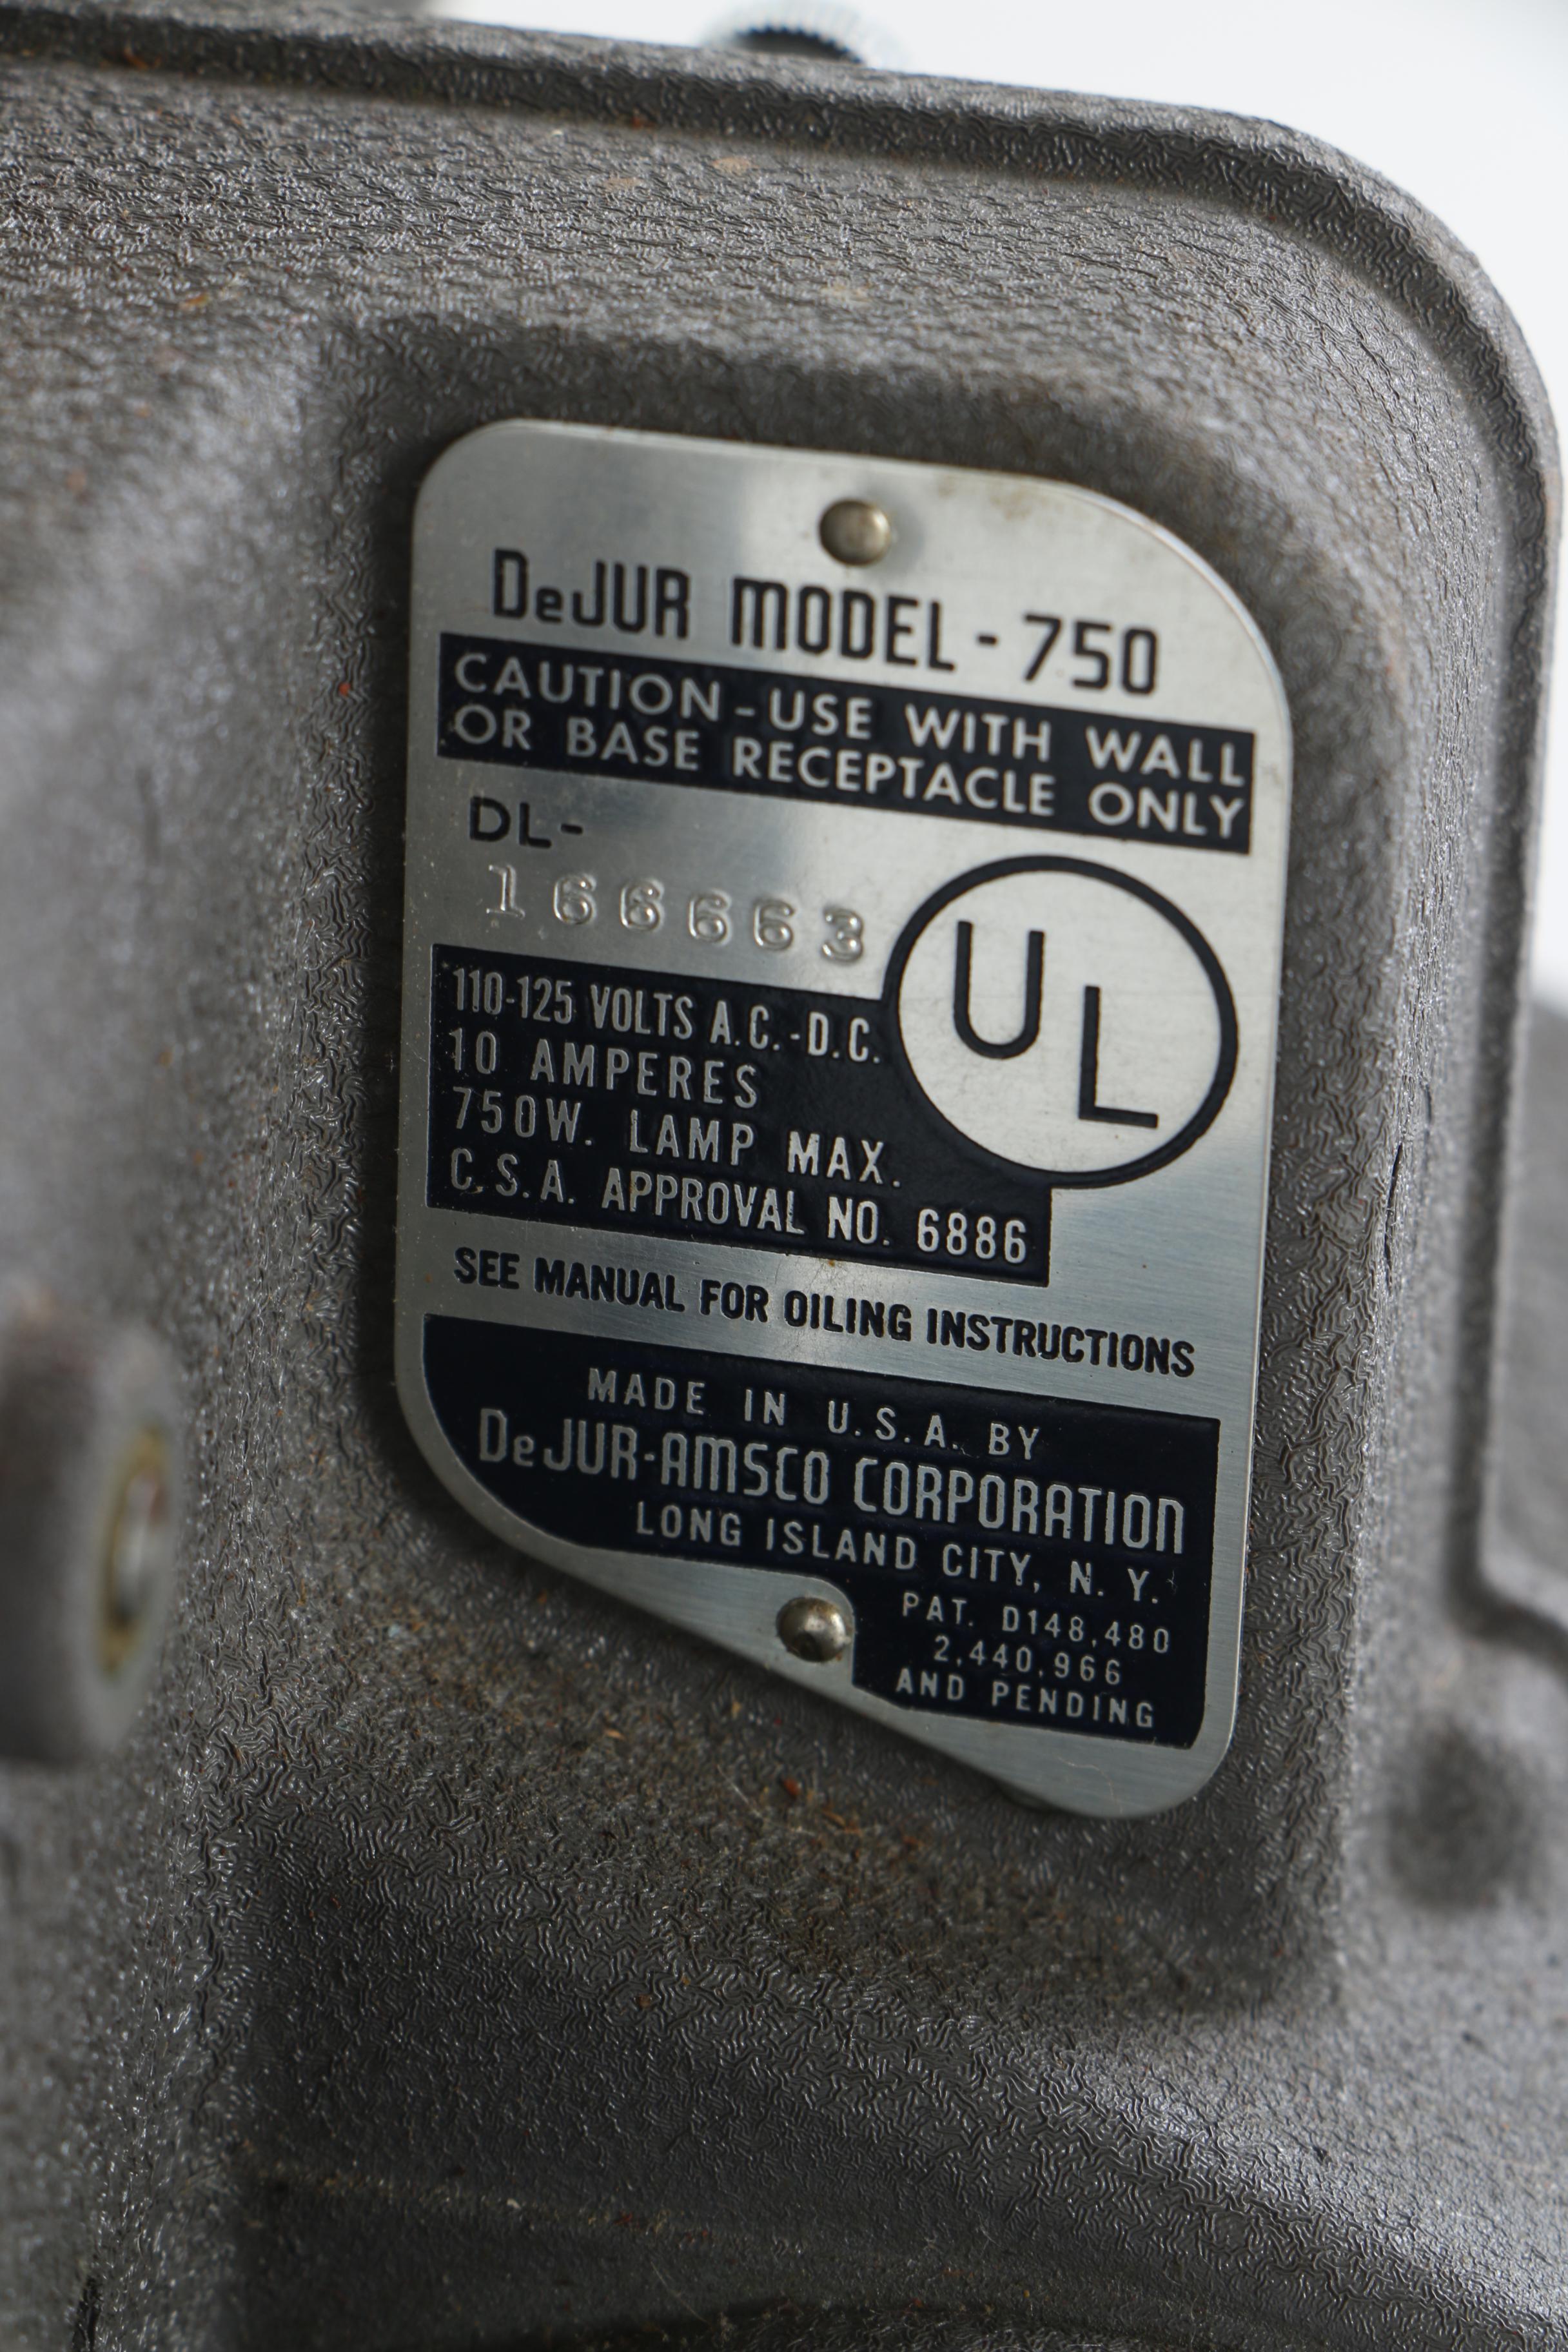 DeJUR MODEL - 750
CAUTION - USE WITH WALL
OR BASE RECEPTACLE ONLY
DL-
166663
UL
110-125 VOLTS A.C.-D.C.
10 AMPERES
750W. LAMP MAX.
C.S.A. APPROVAL NO. 6886
SEE MANUAL FOR OILING INSTRUCTIONS
MADE IN U.S.A. BY
DeJUR-AMSCO CORPORATION
LONG ISLAND CITY, N. Y.
PAT. D148,480
2,440,966
AND PENDING